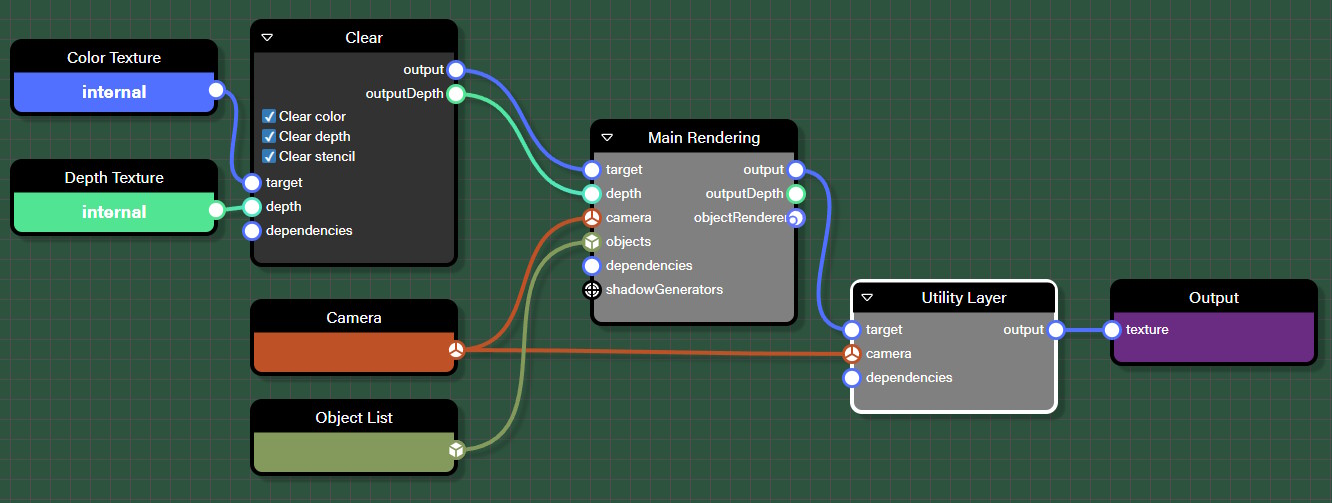 Color Texture
internal
Depth Texture
internal
Clear
output
outputDepth
Clear color
Clear depth
Clear stencil
target
depth
dependencies
Camera
Object List
Main Rendering
target output
depth outputDepth
camera objectRenderer
objects
dependencies
shadowGenerators
Utility Layer
target output
camera
dependencies
Output
texture